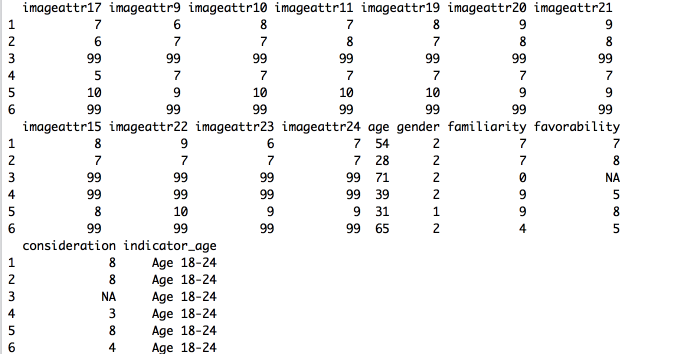 imageattr17 imageattr9 imageattr10 imageattr11 imageattr19 imageattr20 imageattr21
1 7 6 8 7 8 9 9
2 6 7 7 8 7 8 8
3 99 99 99 99 99 99 99
4 5 7 7 7 7 7 7
5 10 9 10 10 10 9 9
6 99 99 99 99 99 99 99
imageattr15 imageattr22 imageattr23 imageattr24 age gender familiarity favorability
1 8 9 6 7 54 2 7 7
2 7 7 7 7 28 2 7 8
3 99 99 99 99 71 2 0 NA
4 99 99 99 99 39 2 9 5
5 8 10 9 9 31 1 9 8
6 99 99 99 99 65 2 4 5
consideration indicator_age
1 8 Age 18-24
2 8 Age 18-24
3 NA Age 18-24
4 3 Age 18-24
5 8 Age 18-24
6 4 Age 18-24